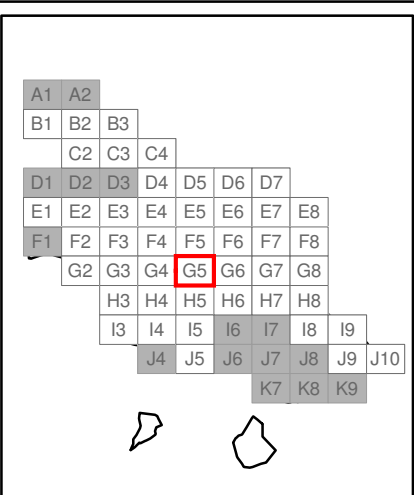 A1 A2
B1 B2 B3
C2 C3 C4
D1 D2 D3 D4 D5 D6 D7
E1 E2 E3 E4 E5 E6 E7 E8
F1 F2 F3 F4 F5 F6 F7 F8
G2 G3 G4 G5 G6 G7 G8
H3 H4 H5 H6 H7 H8
I3 I4 I5 I6 I7 I8 I9
J4 J5 J6 J7 J8 J9 J10
K7 K8 K9